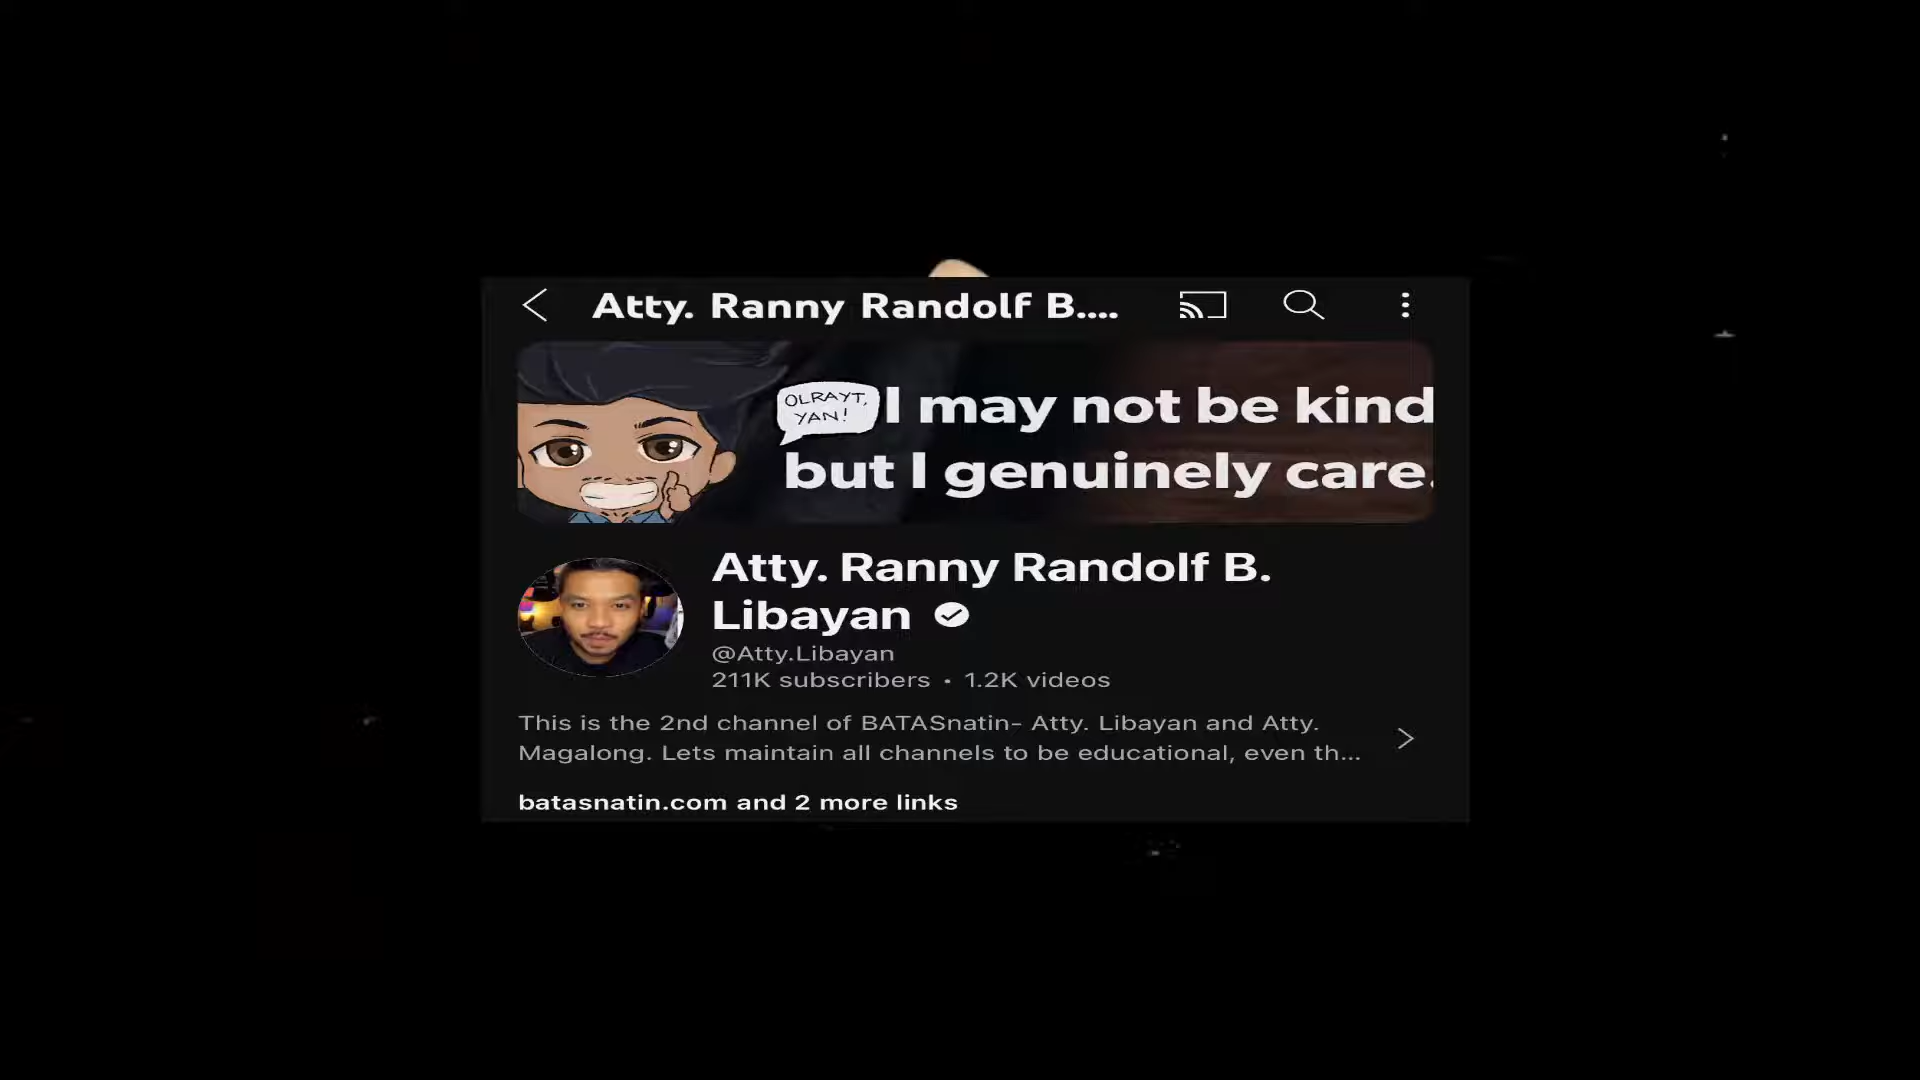 Atty. Ranny Randolf B....
OLRAYT,
YAN!
I may not be kind
but I genuinely care.
Atty. Ranny Randolf B.
Libayan
@Atty.Libayan
211K subscribers • 1.2K videos
This is the 2nd channel of BATASnatin- Atty. Libayan and Atty.
Magalong. Lets maintain all channels to be educational, even th...
batasnatin.com and 2 more links